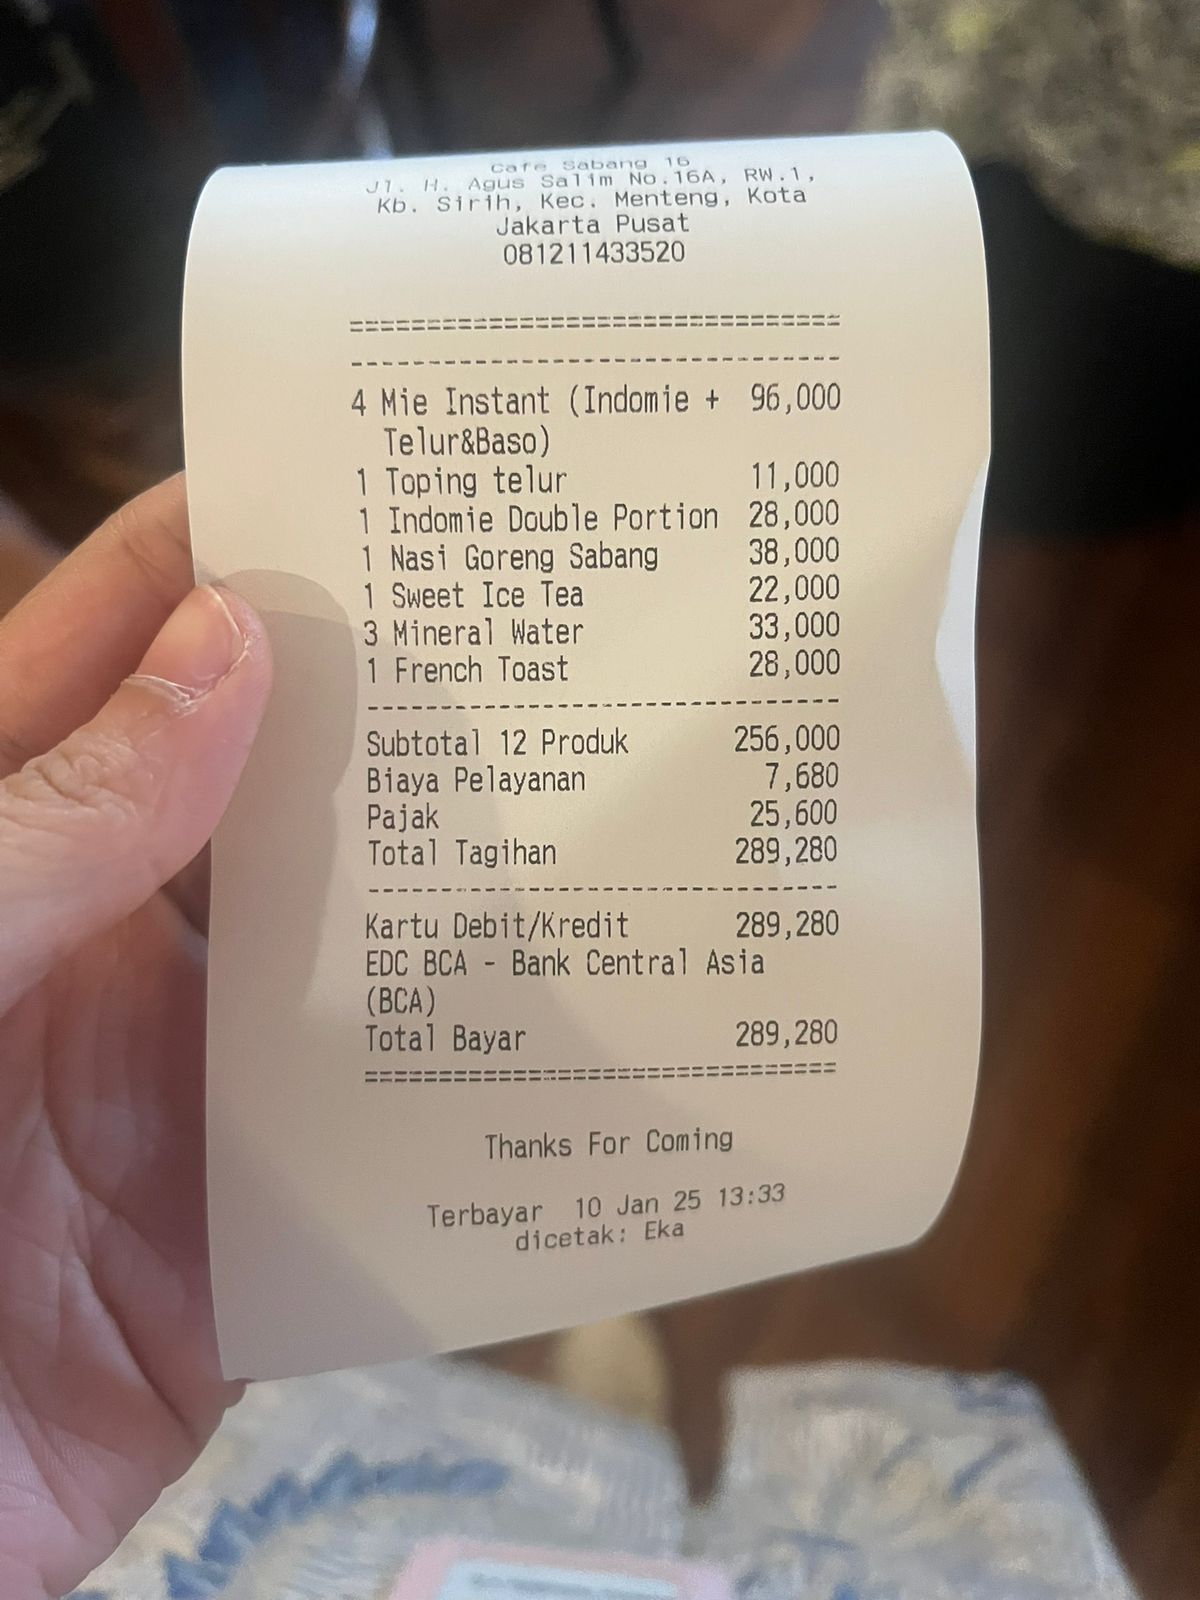 Cafe Sabang 16
Jl. H. Agus Salim No.16A, RW.1,
Kb. Sirih, Kec. Menteng, Kota
Jakarta Pusat
081211433520
================================
--------------------------------
4 Mie Instant (Indomie + 96,000
Telur&Baso)
1 Toping telur 11,000
1 Indomie Double Portion 28,000
1 Nasi Goreng Sabang 38,000
1 Sweet Ice Tea 22,000
3 Mineral Water 33,000
1 French Toast 28,000
--------------------------------
Subtotal 12 Produk 256,000
Biaya Pelayanan 7,680
Pajak 25,600
Total Tagihan 289,280
--------------------------------
Kartu Debit/Kredit 289,280
EDC BCA - Bank Central Asia
(BCA)
Total Bayar 289,280
================================
Thanks For Coming
Terbayar 10 Jan 25 13:33
dicetak: Eka